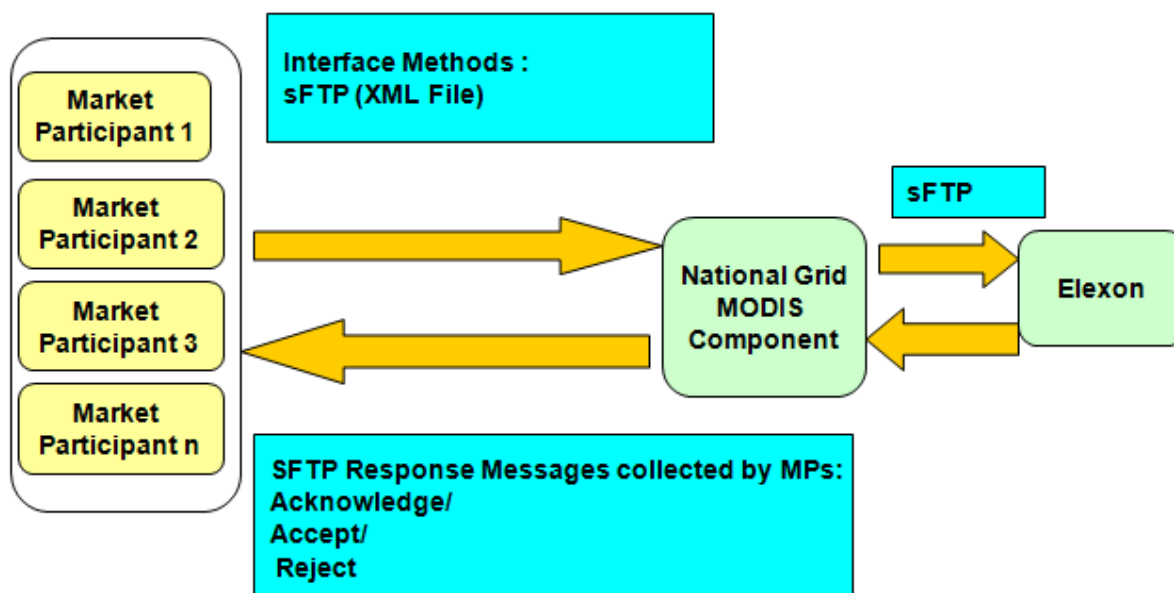 Interface Methods :
sFTP (XML File)
Market
Participant 1
Market
Participant 2
Market
Participant 3
Market
Participant n
sFTP
National Grid
MODIS
Component
Elexon
SFTP Response Messages collected by MPs:
Acknowledge/
Accept/
Reject